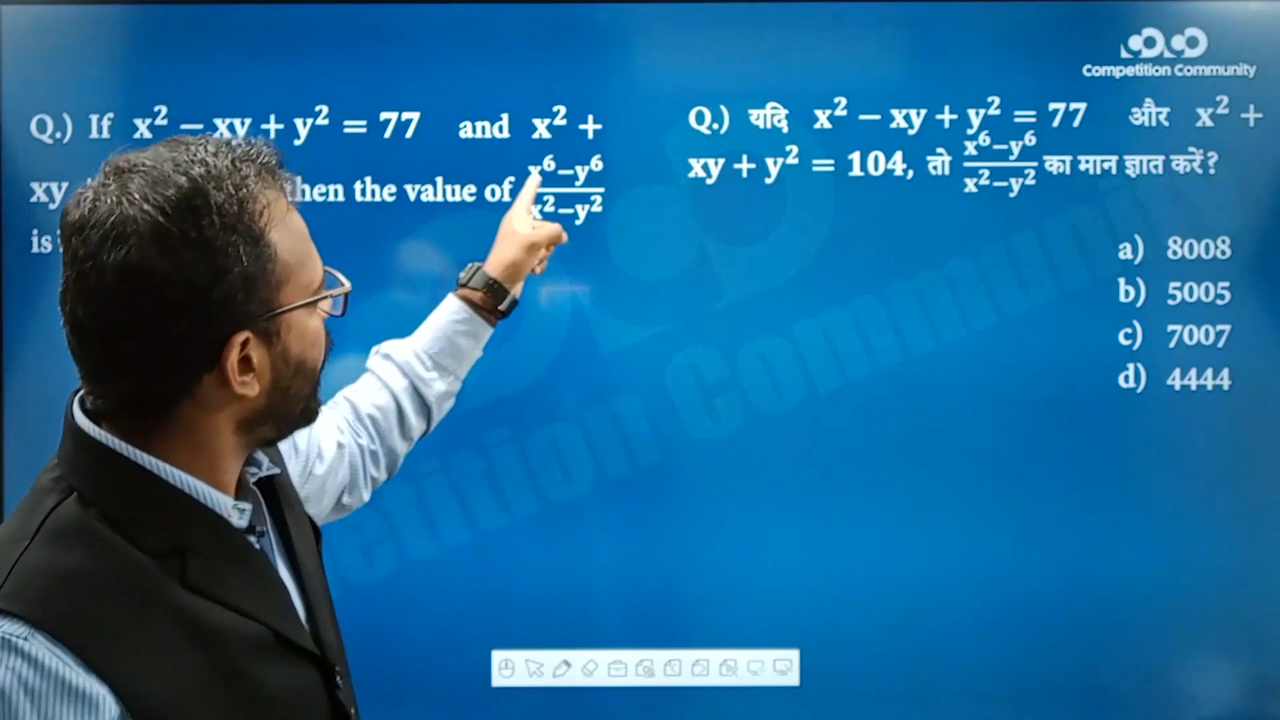 Competition Community
Q.) If x² − xy + y² = 77 and x² +
xy then the value of x⁶−y⁶/x²−y²
is
Q.) यदि x² − xy + y² = 77 और x² +
xy + y² = 104, तो x⁶−y⁶/x²−y² का मान ज्ञात करें?
a) 8008
b) 5005
c) 7007
d) 4444
Competition Community